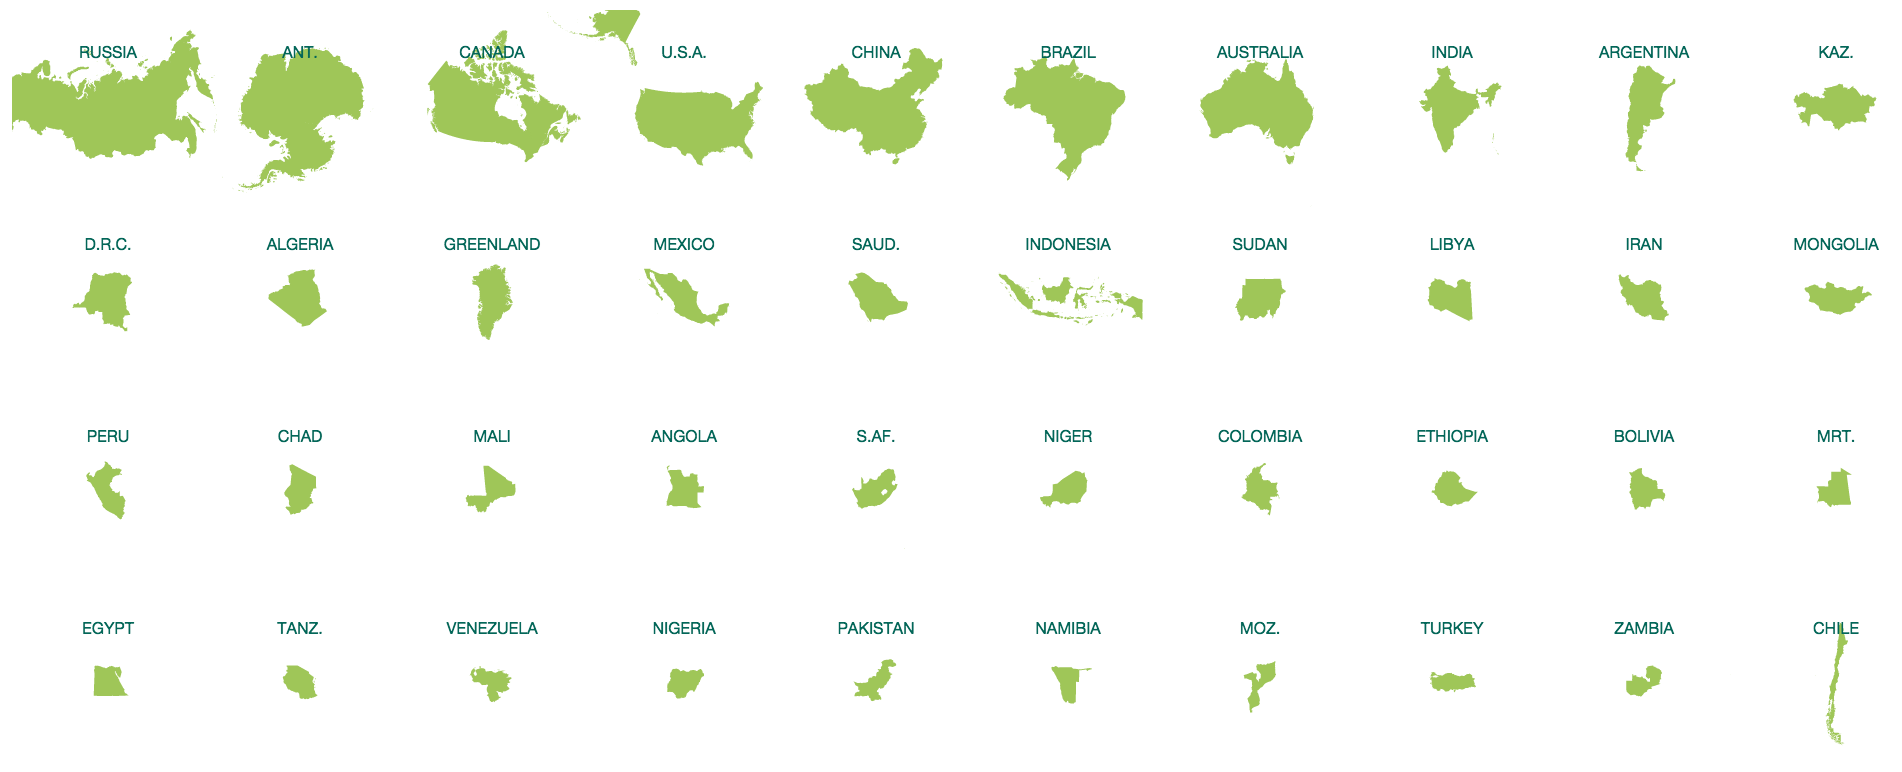 RUSSIA ANT. CANADA U.S.A. CHINA BRAZIL AUSTRALIA INDIA ARGENTINA KAZ.
D.R.C. ALGERIA GREENLAND MEXICO SAUD. INDONESIA SUDAN LIBYA IRAN MONGOLIA
PERU CHAD MALI ANGOLA S.AF. NIGER COLOMBIA ETHIOPIA BOLIVIA MRT.
EGYPT TANZ. VENEZUELA NIGERIA PAKISTAN NAMIBIA MOZ. TURKEY ZAMBIA CHILE